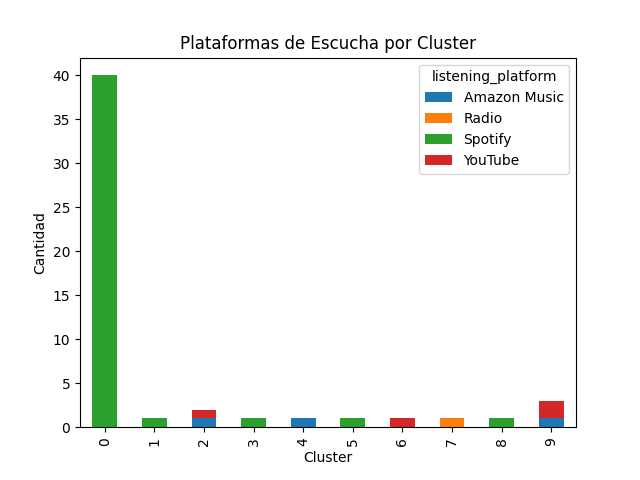 Plataformas de Escucha por Cluster
listening_platform
Amazon Music
Radio
Spotify
YouTube
Cantidad
40
35
30
25
20
15
10
5
0
0 1 2 3 4 5 6 7 8 9
Cluster